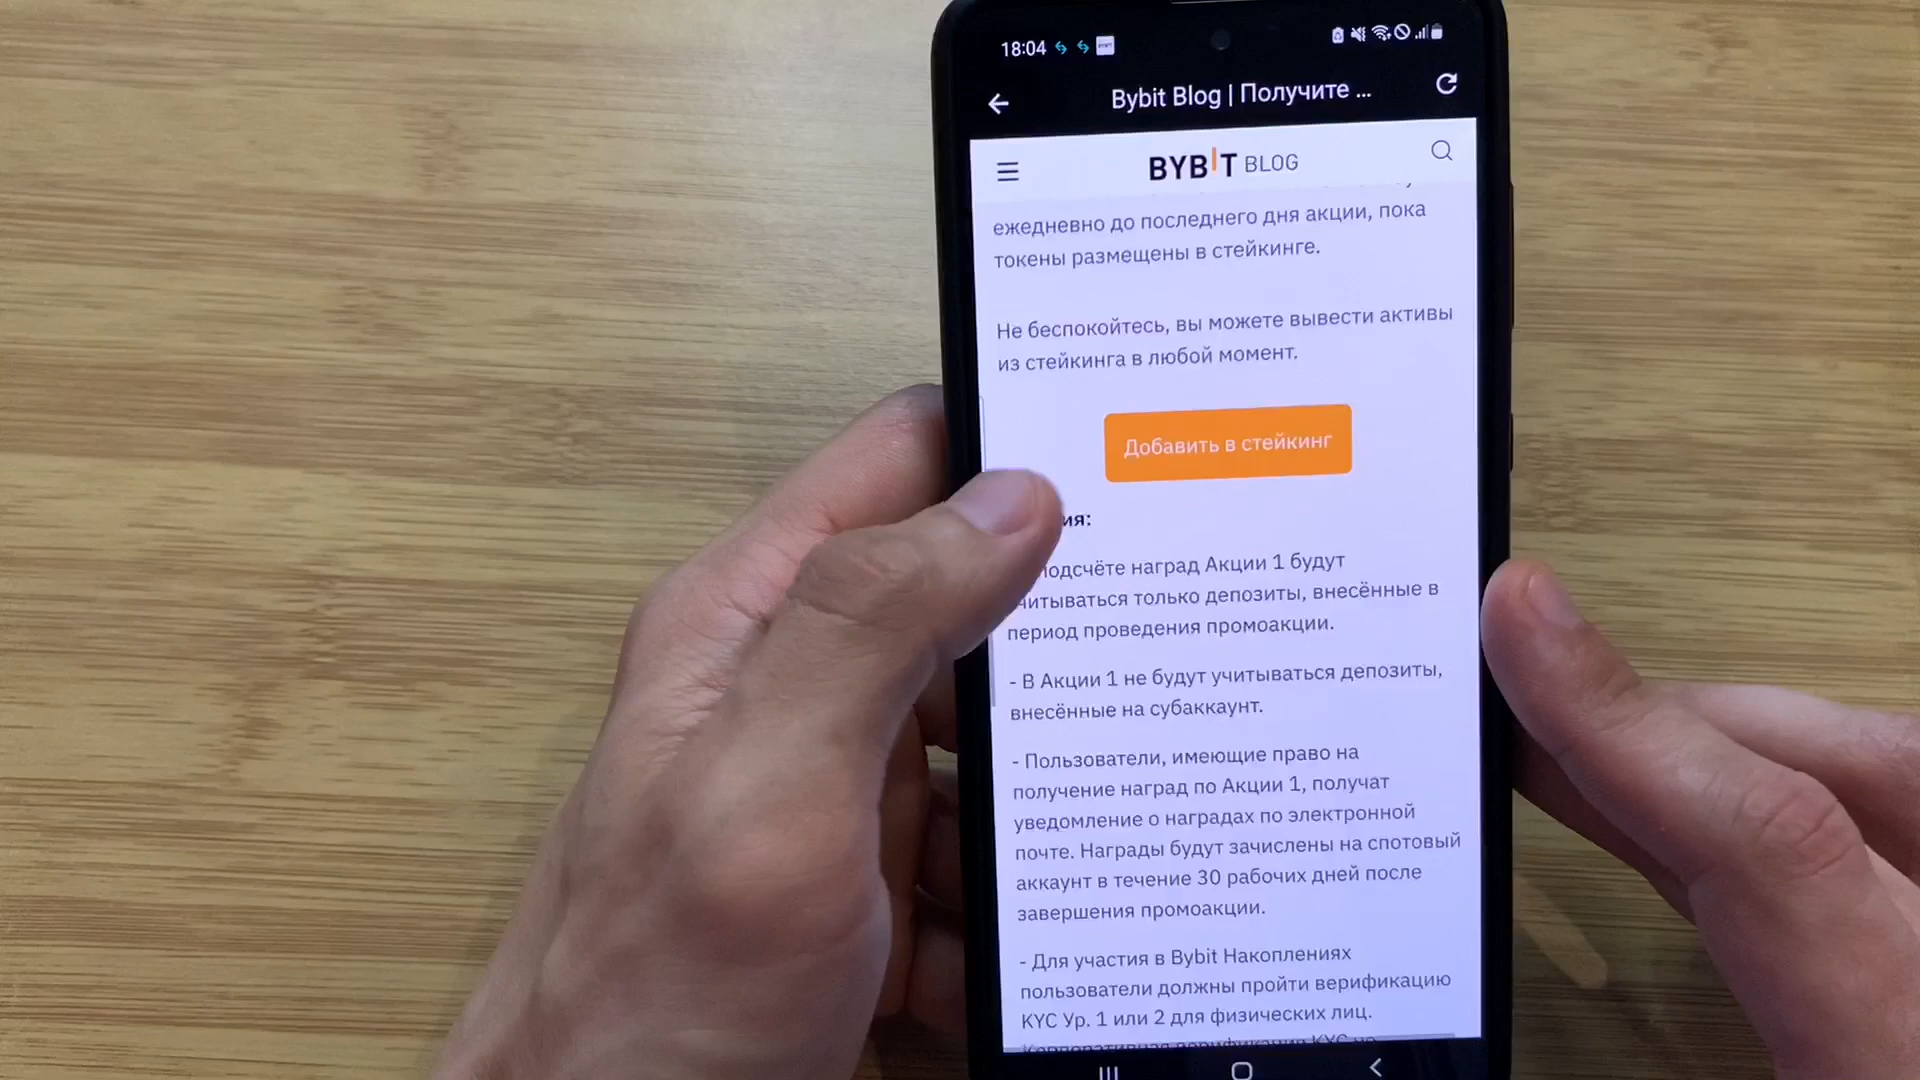 18:04
Bybit Blog | Получите ...
BYBIT BLOG
ежедневно до последнего дня акции, пока
токены размещены в стейкинге.
Не беспокойтесь, вы можете вывести активы
из стейкинга в любой момент.
Добавить в стейкинг
ия:
подсчёте наград Акции 1 будут
читываться только депозиты, внесённые в
период проведения промоакции.
- В Акции 1 не будут учитываться депозиты,
внесённые на субаккаунт.
- Пользователи, имеющие право на
получение наград по Акции 1, получат
уведомление о наградах по электронной
почте. Награды будут зачислены на спотовый
аккаунт в течение 30 рабочих дней после
завершения промоакции.
- Для участия в Bybit Накоплениях
пользователи должны пройти верификацию
KYC Ур. 1 или 2 для физических лиц.